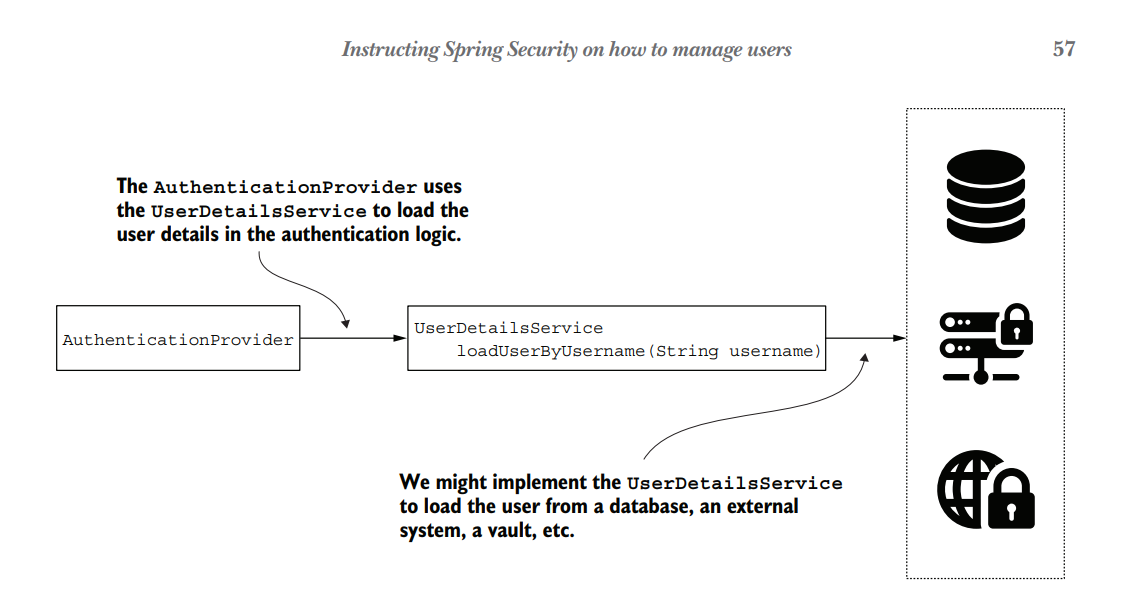 Instructing Spring Security on how to manage users 57
The AuthenticationProvider uses
the UserDetailsService to load the
user details in the authentication logic.
AuthenticationProvider
UserDetailsService
loadUserByUsername(String username)
We might implement the UserDetailsService
to load the user from a database, an external
system, a vault, etc.